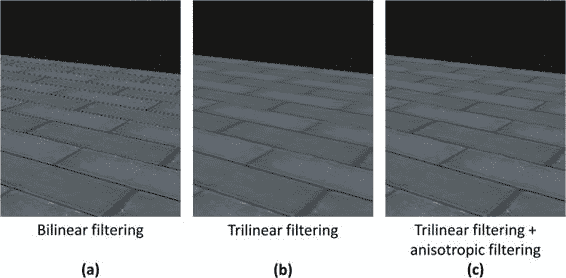 Bilinear filtering
Trilinear filtering
Trilinear filtering +
anisotropic filtering
(a)
(b)
(c)